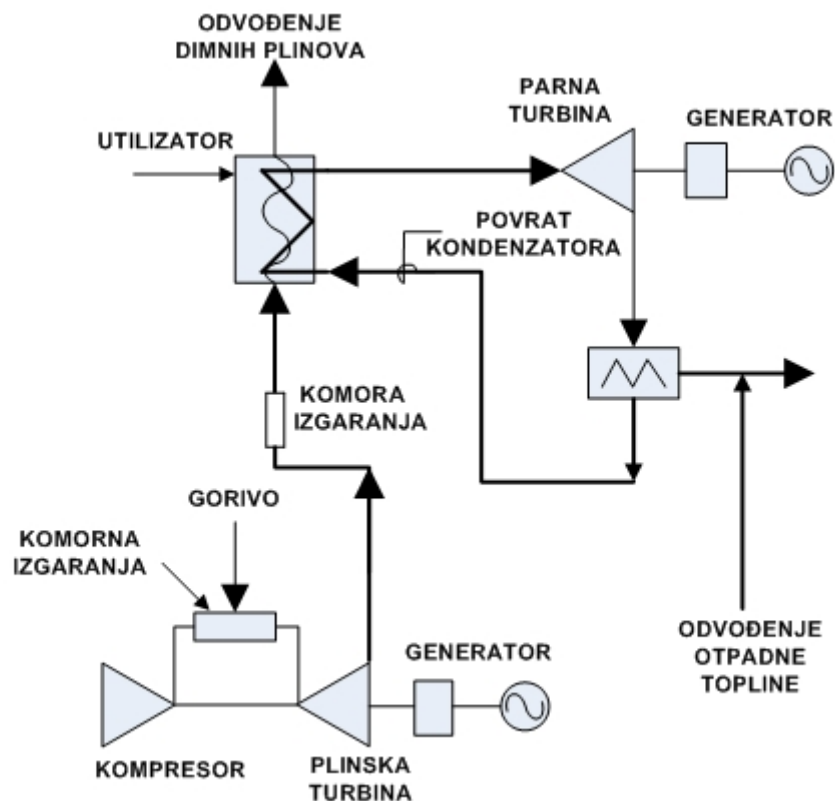 ODVOĐENJE
DIMNIH PLINOVA
PARNA
TURBINA
GENERATOR
UTILIZATOR
POVRAT
KONDENZATORA
KOMORA
IZGARANJA
GORIVO
KOMORNA
IZGARANJA
GENERATOR
ODVOĐENJE
OTPADNE
TOPLINE
KOMPRESOR
PLINSKA
TURBINA